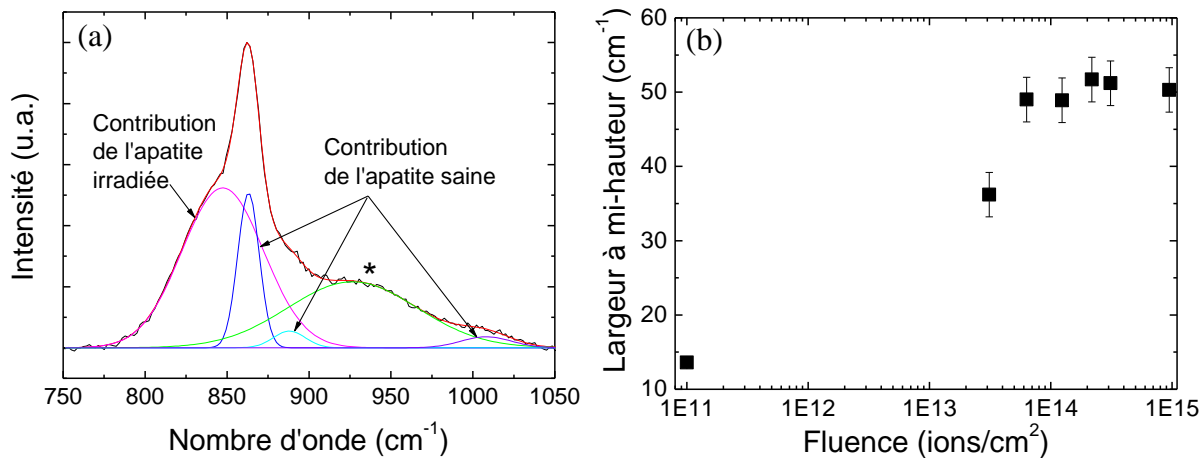 (a)
Contribution
de l'apatite
irradiée
Contribution
de l'apatite saine
*
Intensité (u.a.)
750 800 850 900 950 1000 1050
Nombre d'onde (cm⁻¹)
(b)
Largeur à mi-hauteur (cm⁻¹)
60
50
40
30
20
10
1E11 1E12 1E13 1E14 1E15
Fluence (ions/cm²)